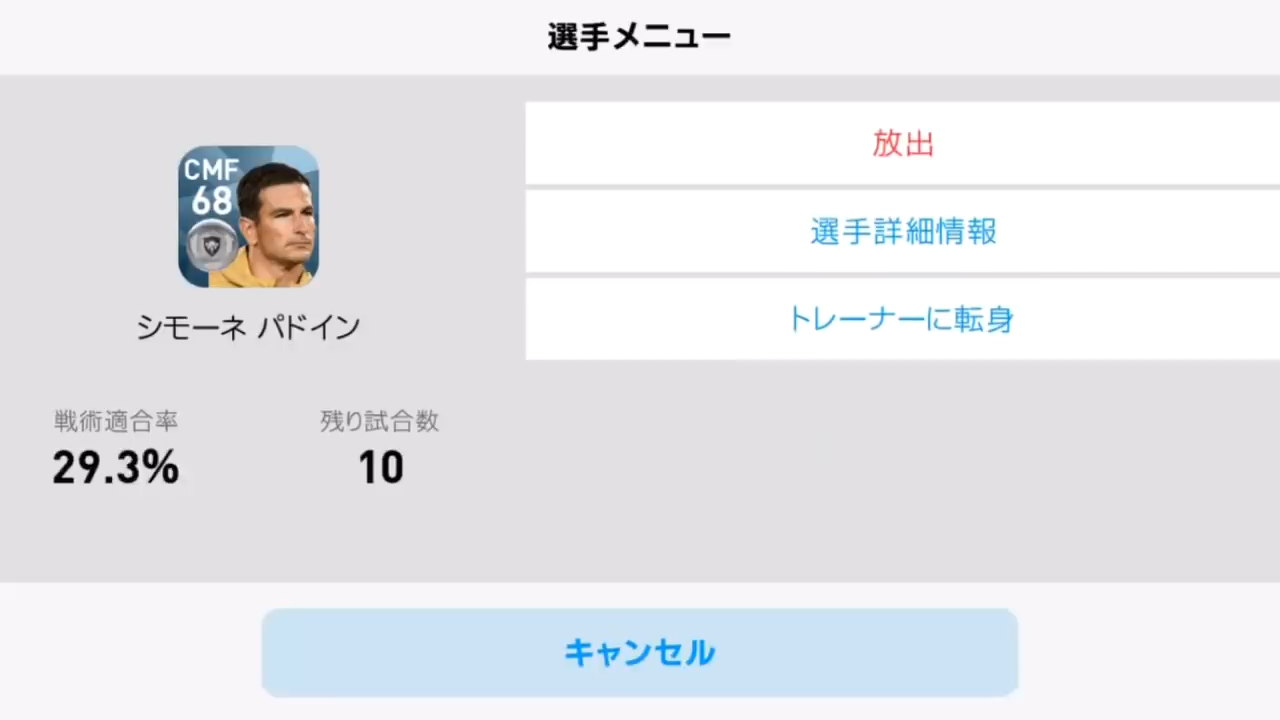 選手メニュー
CMF
68
シモーネ パドイン
戦術適合率
29.3%
残り試合数
10
放出
選手詳細情報
トレーナーに転身
キャンセル